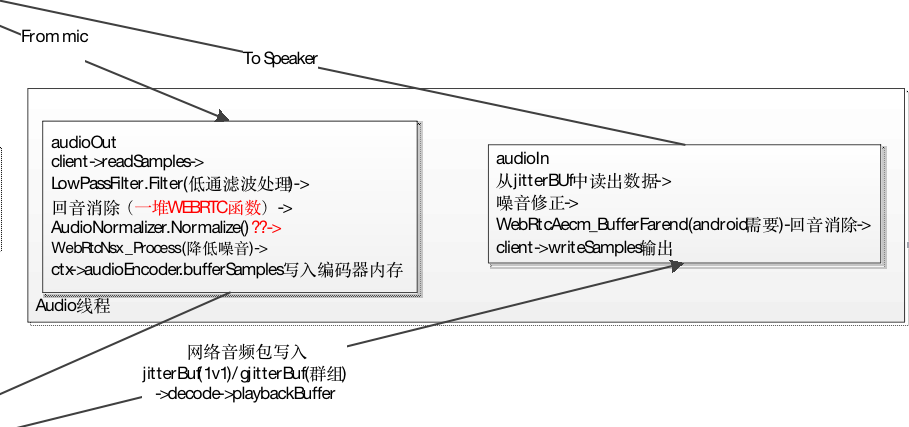 From mic
To Speaker
audioOut
client->readSamples->
LowPassFilter.Filter(低通滤波处理)->
回音消除（一堆WEBRTC函数）->
AudioNormalizer.Normalize() ??->
WebRtcNsx_Process(降低噪音)->
ctx->audioEncoder.bufferSamples写入编码器内存
audioIn
从jitterBUf中读出数据->
噪音修正->
WebRtcAecm_BufferFarend(android需要)-回音消除->
client->writeSamples输出
Audio线程
网络音频包写入
jitterBuf(1v1)/gjitterBuf(群组)
->decode->playbackBuffer